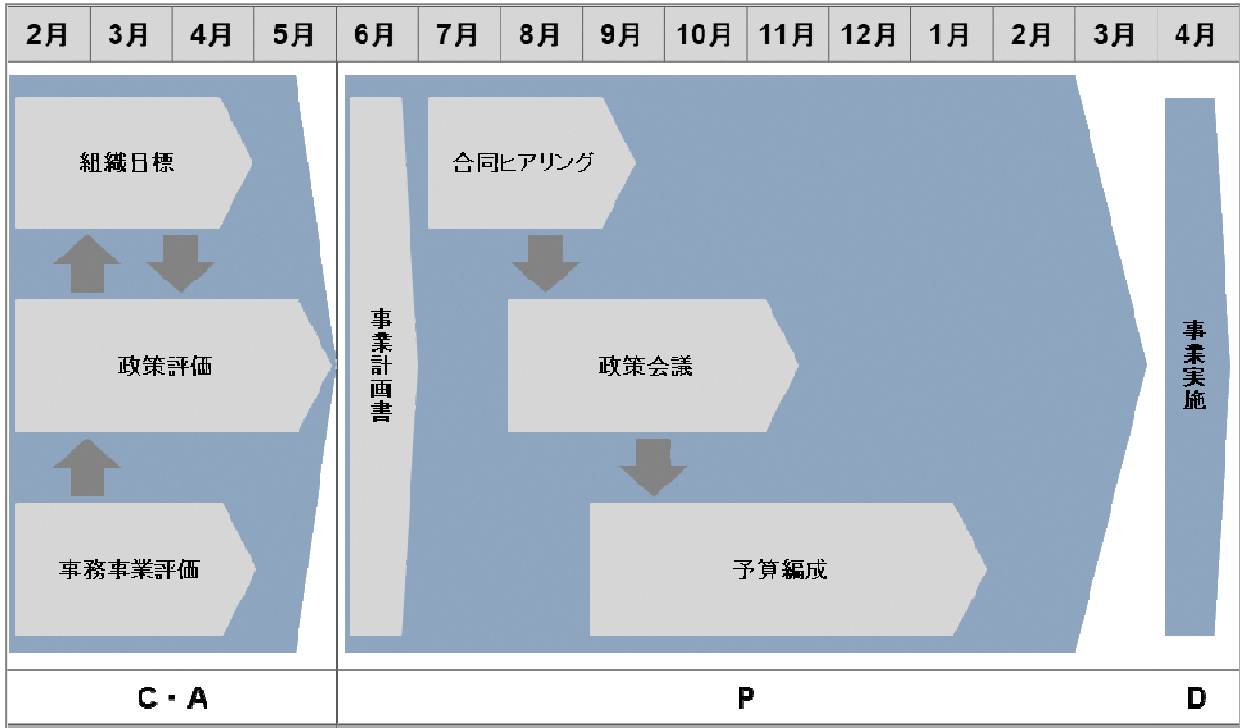 2月 3月 4月 5月 6月 7月 8月 9月 10月 11月 12月 1月 2月 3月 4月
組織目標
合同ヒアリング
事業計画書
政策評価
政策会議
事業実施
事務事業評価
予算編成
C・A
P
D